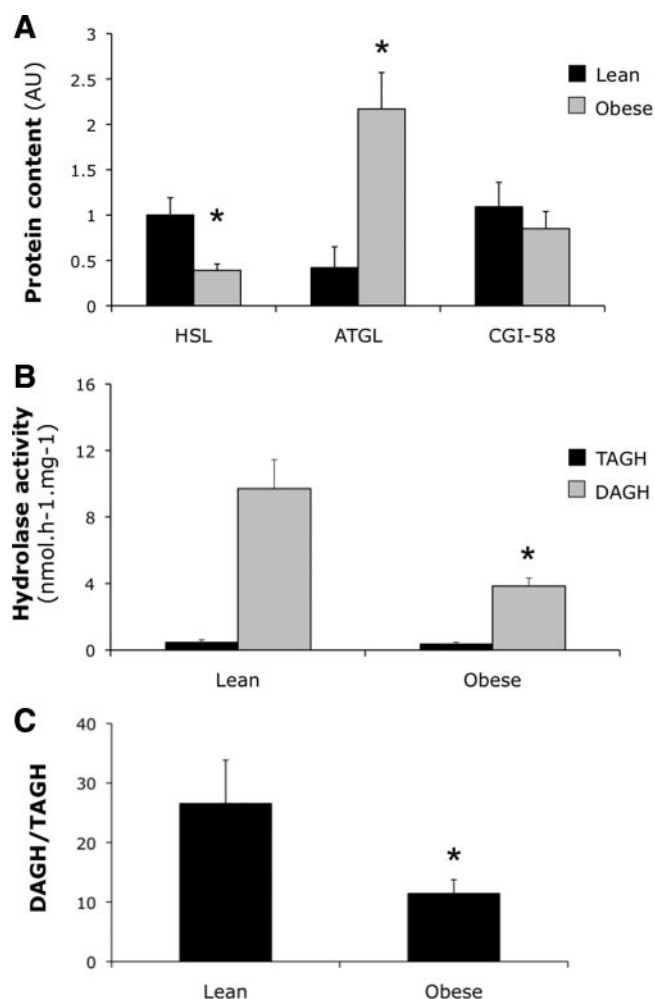 A
Protein content (AU)
3
2.5
2
1.5
1
0.5
0
*
*
Lean
Obese
HSL
ATGL
CGI-58
B
Hydrolase activity
(nmol.h-1.mg-1)
16
12
8
4
0
*
TAGH
DAGH
Lean
Obese
C
DAGH/TAGH
40
30
20
10
0
*
Lean
Obese